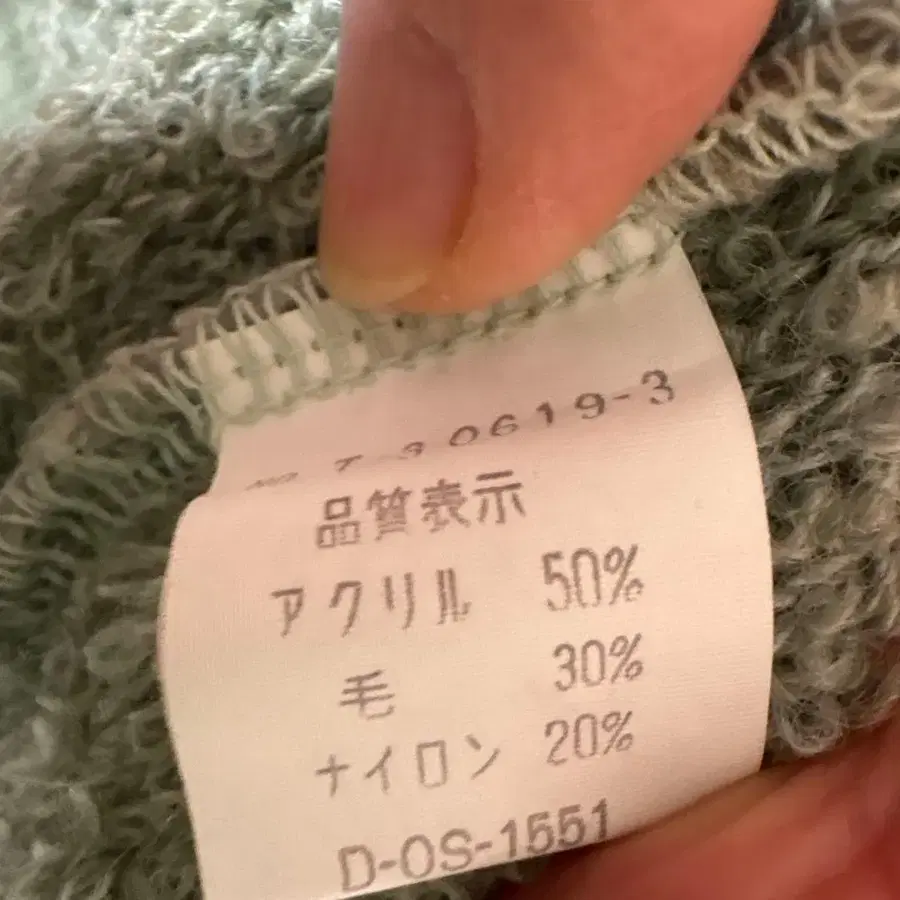 30619-3
品質表示
アクリル 50%
毛 30%
ナイロン 20%
D-OS-1551